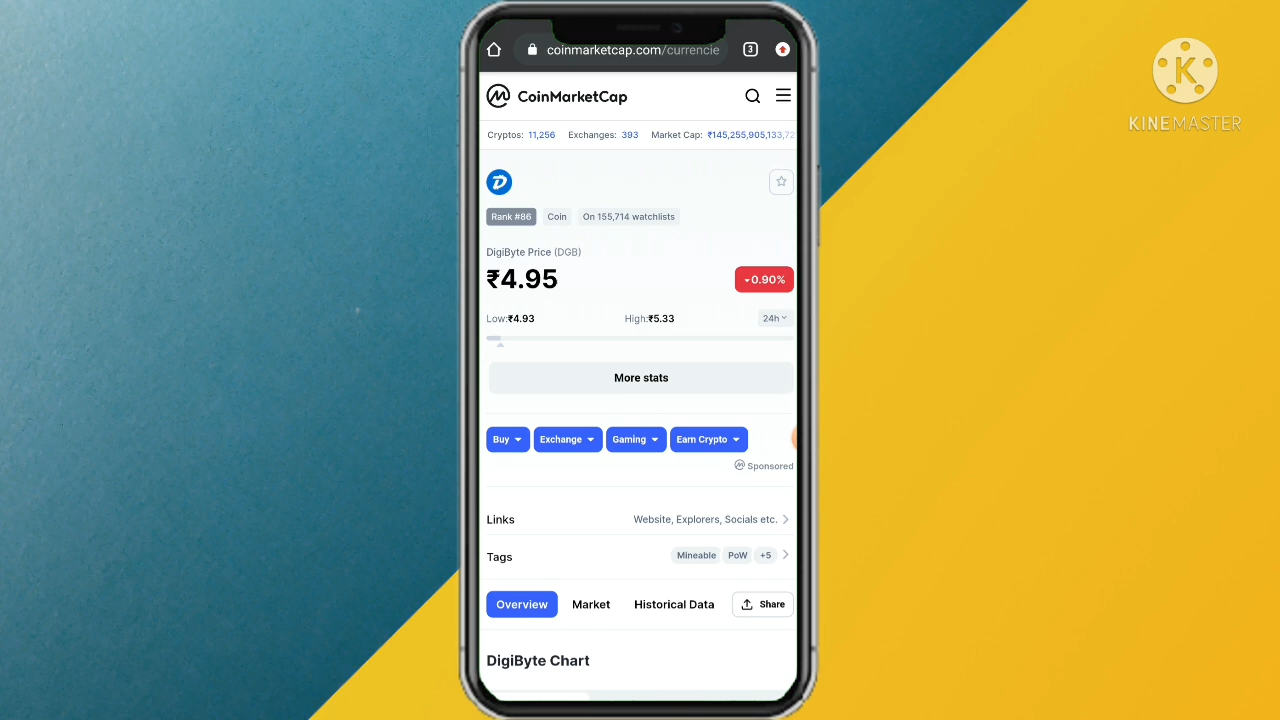 coinmarketcap.com/currencie
3
CoinMarketCap
Cryptos: 11,256 Exchanges: 393 Market Cap: ₹145,255,905,133,72
Rank #86 Coin On 155,714 watchlists
DigiByte Price (DGB)
₹4.95 0.90%
Low:₹4.93 High:₹5.33 24h
More stats
Buy Exchange Gaming Earn Crypto
Sponsored
Links Website, Explorers, Socials etc.
Tags Mineable PoW +5
Overview Market Historical Data Share
DigiByte Chart
K
KINEMASTER